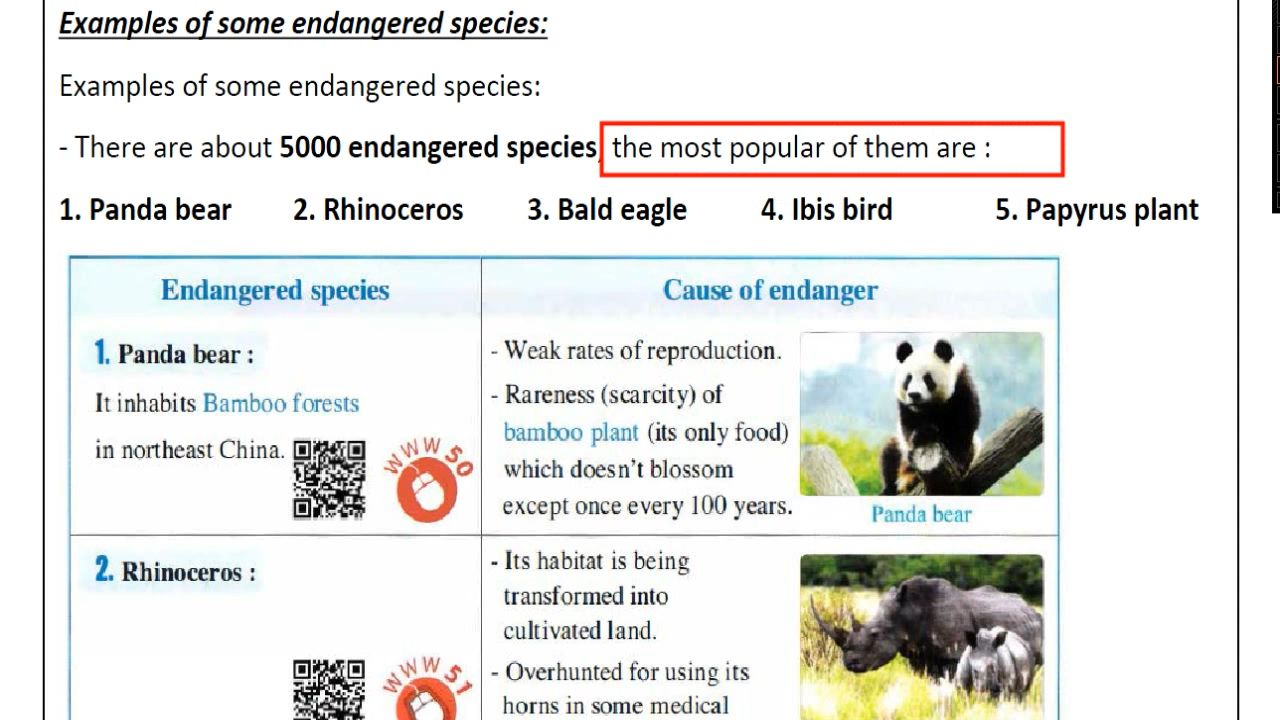 Examples of some endangered species:
Examples of some endangered species:
- There are about 5000 endangered species, the most popular of them are :
1. Panda bear 2. Rhinoceros 3. Bald eagle 4. Ibis bird 5. Papyrus plant
Endangered species Cause of endanger
1. Panda bear :
It inhabits Bamboo forests
in northeast China.
WWW 50
- Weak rates of reproduction.
- Rareness (scarcity) of
bamboo plant (its only food)
which doesn't blossom
except once every 100 years.
Panda bear
2. Rhinoceros :
WWW 51
- Its habitat is being
transformed into
cultivated land.
- Overhunted for using its
horns in some medical